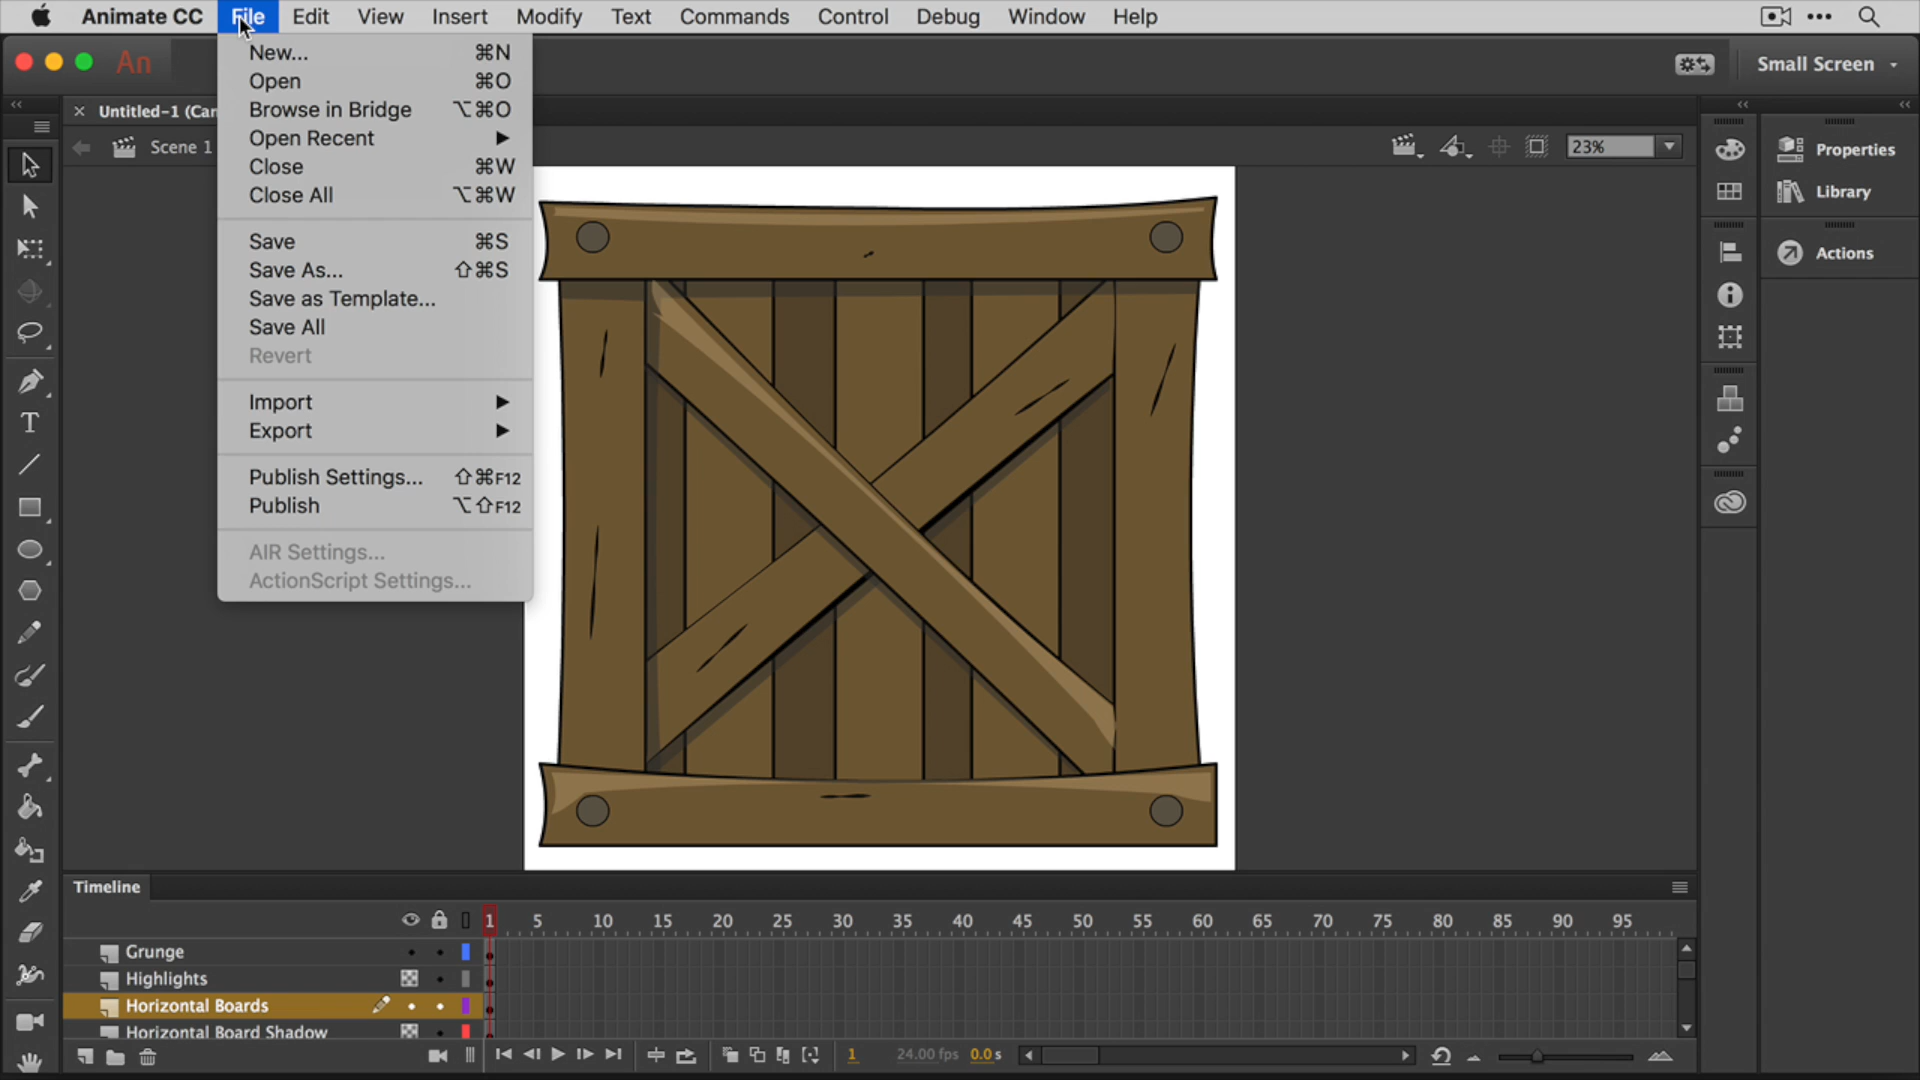 Animate CC File Edit View Insert Modify Text Commands Control Debug Window Help
An
Small Screen
New... ⌘N
Open ⌘O
Browse in Bridge ⌥⌘O
Open Recent ▶
Close ⌘W
Close All ⌥⌘W
Save ⌘S
Save As... ⇧⌘S
Save as Template...
Save All
Revert
Import ▶
Export ▶
Publish Settings... ⇧⌘F12
Publish ⌥⇧F12
AIR Settings...
ActionScript Settings...
Untitled-1 (Can
Scene 1
23%
Properties
Library
Actions
T
Timeline
1 5 10 15 20 25 30 35 40 45 50 55 60 65 70 75 80 85 90 95
Grunge
Highlights
Horizontal Boards
Horizontal Board Shadow
1 24.00 fps 0.0 s